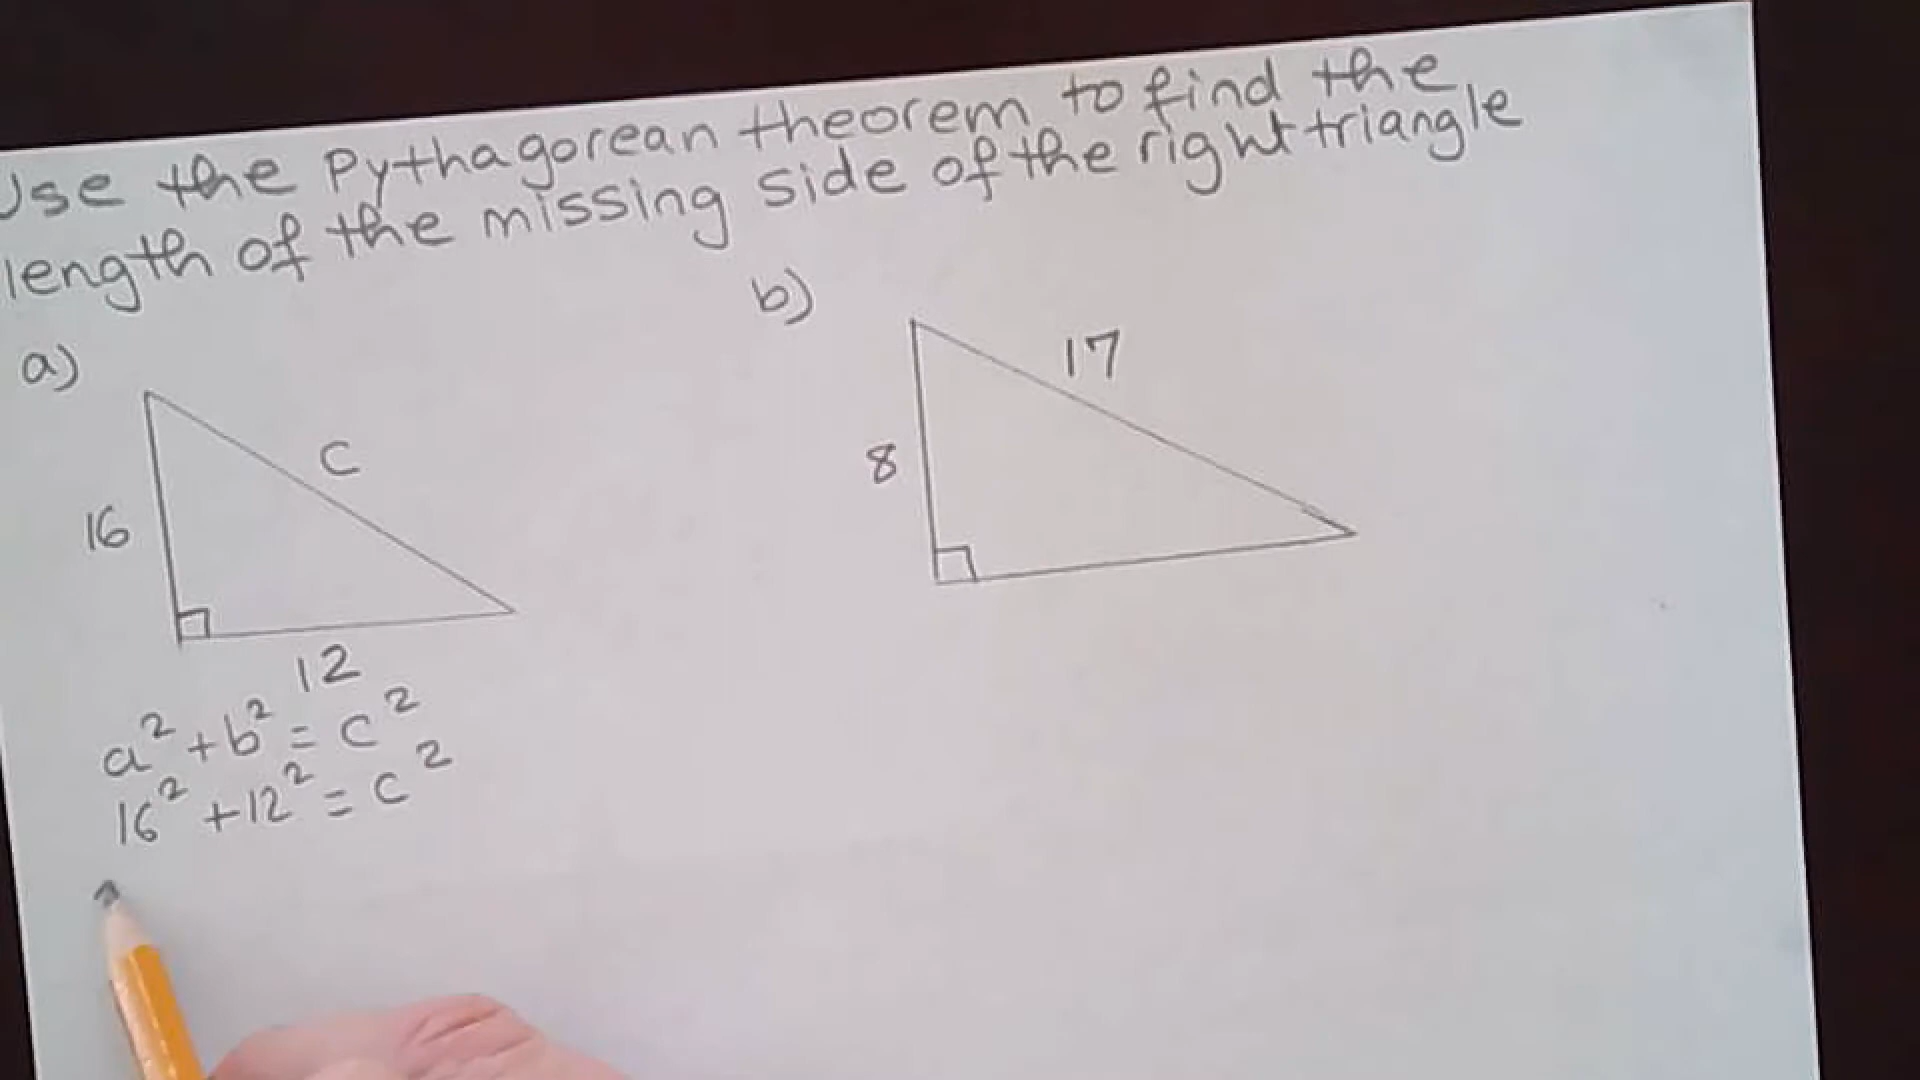 Use the Pythagorean theorem to find the
length of the missing side of the right triangle
a)
b)
C
16
12
17
8
a² + b² = c²
16² + 12² = c²